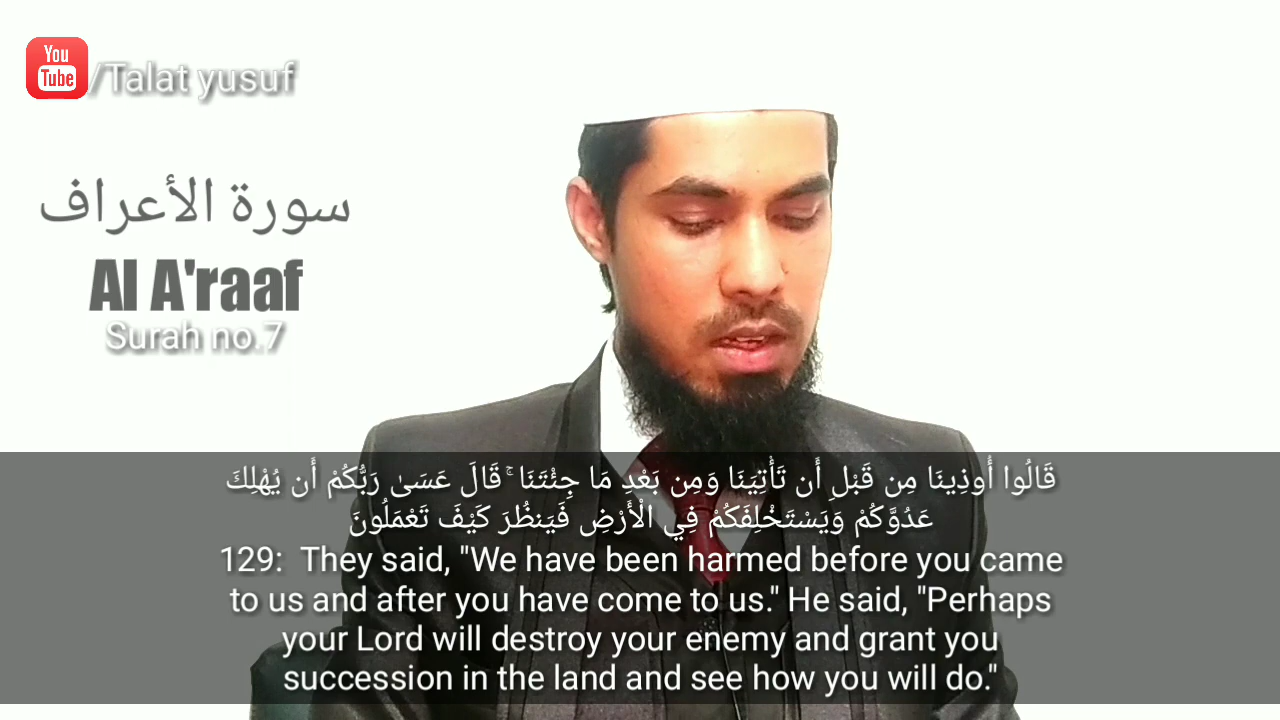 You
Tube
/Talat yusuf
سورة الأعراف
Al A'raaf
Surah no.7
قَالُوا أُوذِينَا مِن قَبْلِ أَن تَأْتِيَنَا وَمِن بَعْدِ مَا جِئْتَنَا ۚ قَالَ عَسَىٰ رَبُّكُمْ أَن يُهْلِكَ
عَدُوَّكُمْ وَيَسْتَخْلِفَكُمْ فِي الْأَرْضِ فَيَنظُرَ كَيْفَ تَعْمَلُونَ
129:  They said, "We have been harmed before you came
to us and after you have come to us." He said, "Perhaps
your Lord will destroy your enemy and grant you
succession in the land and see how you will do."